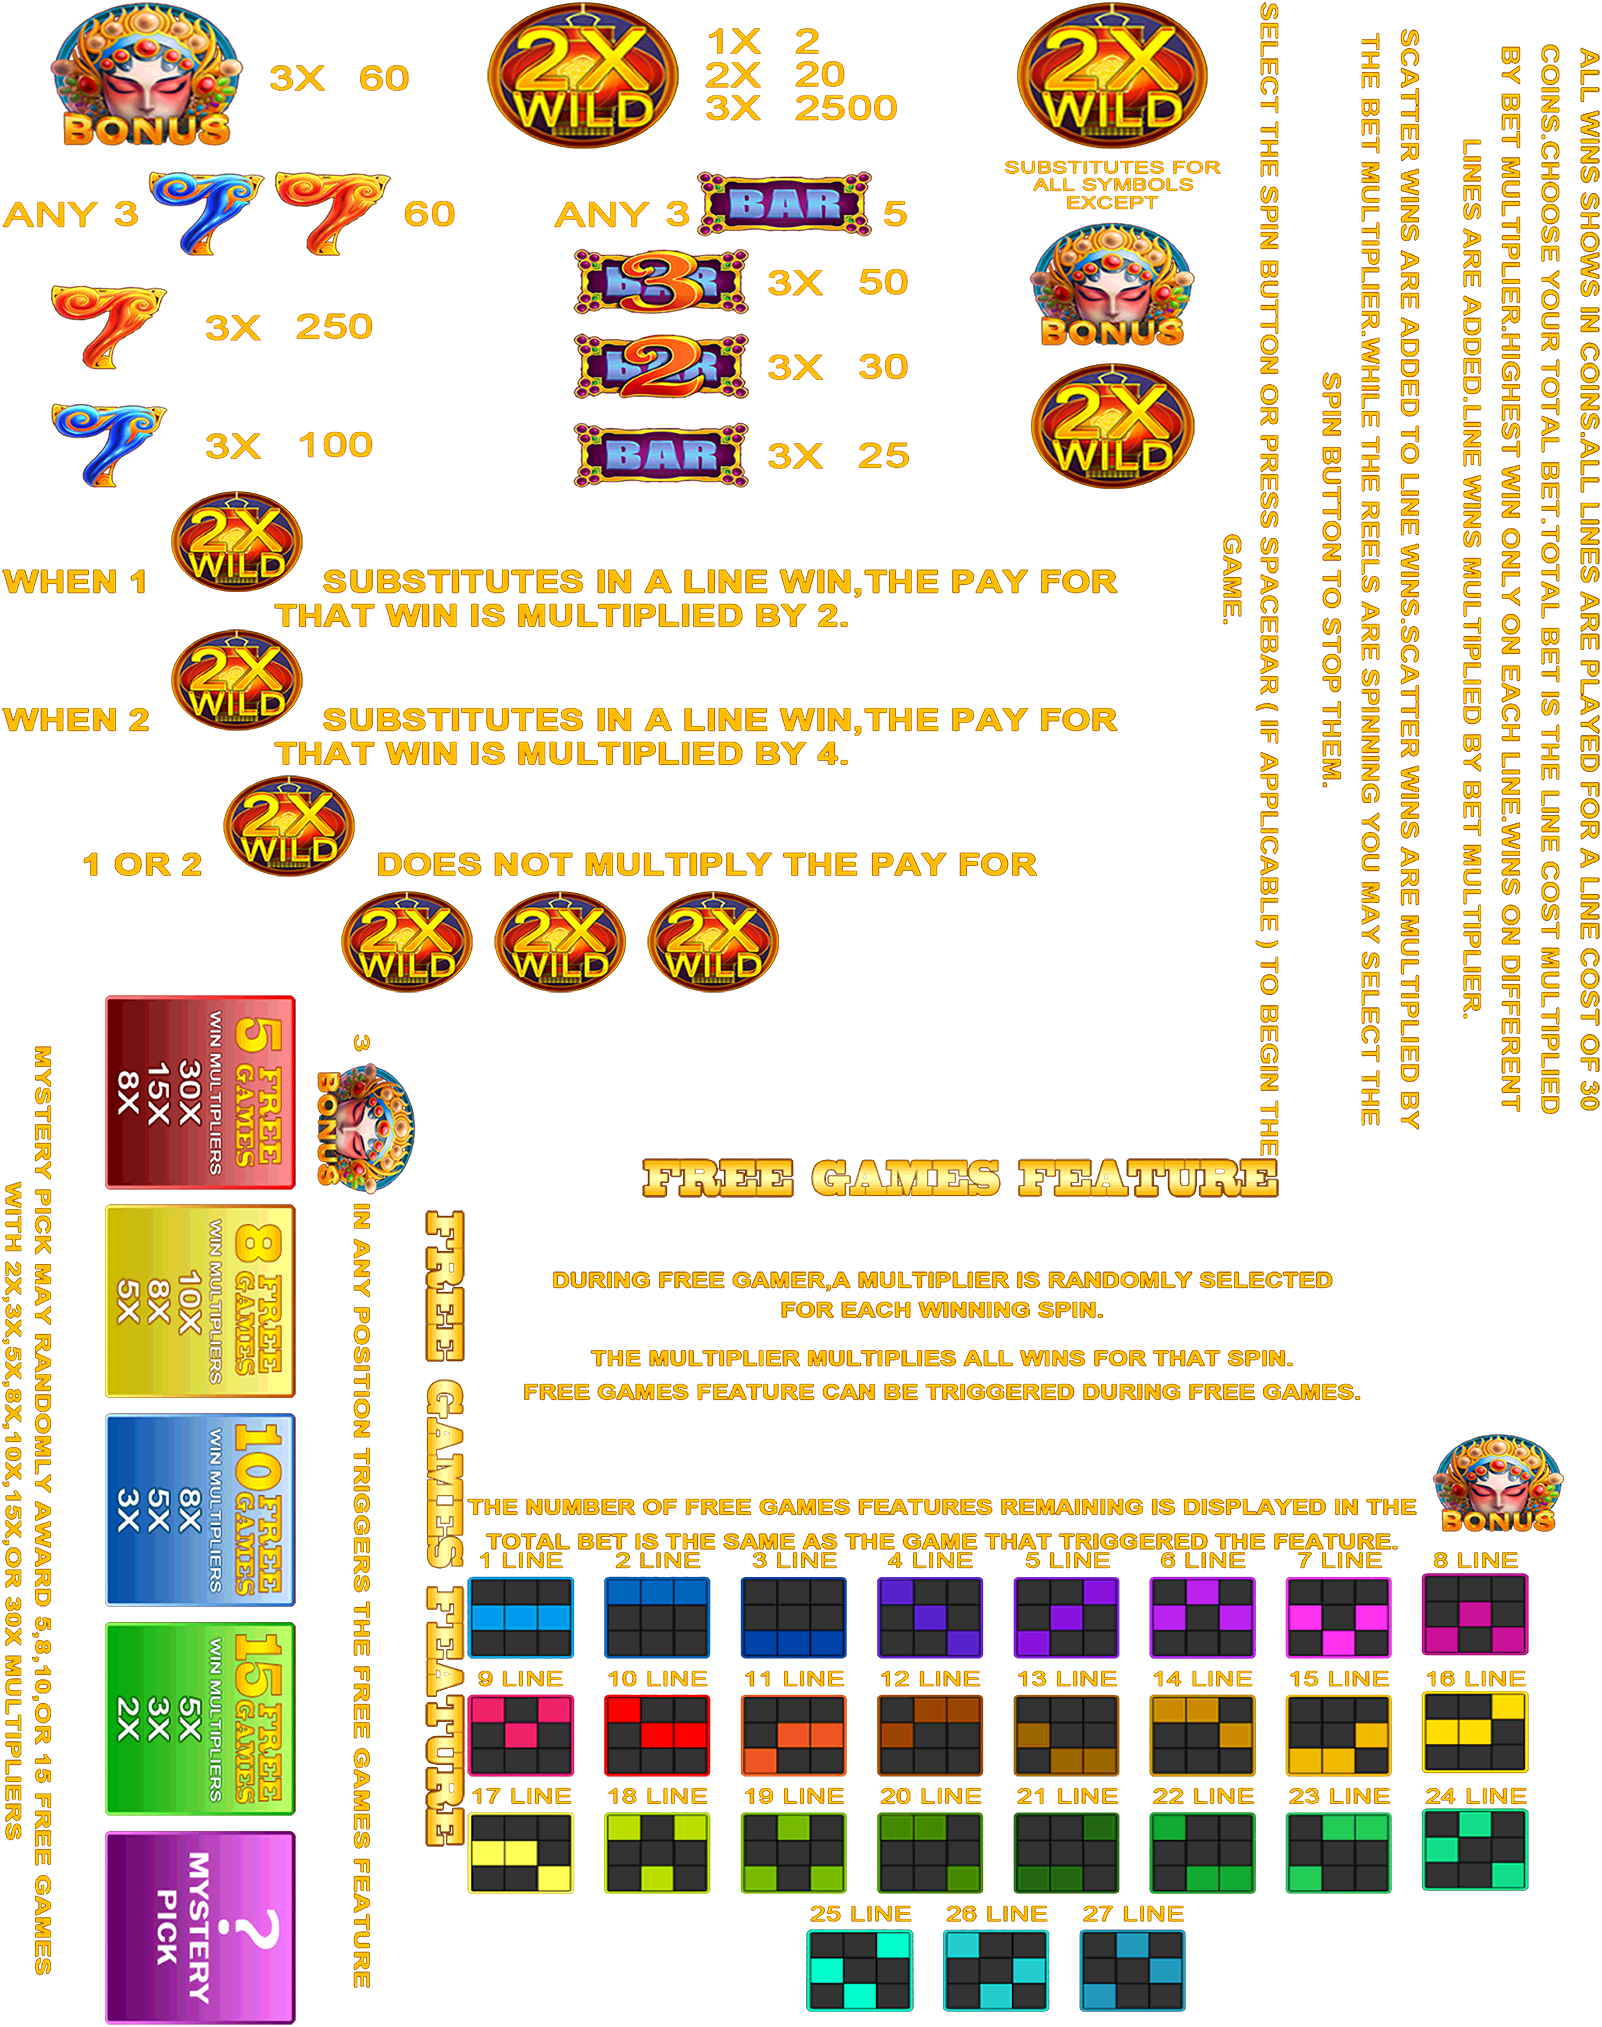 BONUS
3X 60
2X
WILD
1X 2
2X 20
3X 2500
2X
WILD
SUBSTITUTES FOR
ALL SYMBOLS
EXCEPT
BONUS
2X
WILD
ANY 3 7 7 60
7 3X 250
7 3X 100
ANY 3 BAR 5
BAR 3 3X 50
BAR 2 3X 30
BAR 3X 25
WHEN 1 2X WILD SUBSTITUTES IN A LINE WIN,THE PAY FOR
THAT WIN IS MULTIPLIED BY 2.
WHEN 2 2X WILD SUBSTITUTES IN A LINE WIN,THE PAY FOR
THAT WIN IS MULTIPLIED BY 4.
1 OR 2 2X WILD DOES NOT MULTIPLY THE PAY FOR
2X WILD 2X WILD 2X WILD
ALL WINS SHOWS IN COINS.ALL LINES ARE PLAYED FOR A LINE COST OF 30
COINS.CHOOSE YOUR TOTAL BET.TOTAL BET IS THE LINE COST MULTIPLIED
BY BET MULTIPLIER.HIGHEST WIN ONLY ON EACH LINE.WINS ON DIFFERENT
LINES ARE ADDED.LINE WINS MULTIPLIED BY BET MULTIPLIER.
SCATTER WINS ARE ADDED TO LINE WINS.SCATTER WINS ARE MULTIPLIED BY
THE BET MULTIPLIER.WHILE THE REELS ARE SPINNING YOU MAY SELECT THE
SPIN BUTTON TO STOP THEM.
SELECT THE SPIN BUTTON OR PRESS SPACEBAR ( IF APPLICABLE ) TO BEGIN THE
GAME.
FREE GAMES FEATURE
3 BONUS IN ANY POSITION TRIGGERS THE FREE GAMES FEATURE
5 FREE
GAMES
WIN MULTIPLIERS
30X
15X
8X
8 FREE
GAMES
WIN MULTIPLIERS
10X
8X
5X
10 FREE
GAMES
WIN MULTIPLIERS
8X
5X
3X
15 FREE
GAMES
WIN MULTIPLIERS
5X
3X
2X
?
MYSTERY
PICK
MYSTERY PICK MAY RANDOMLY AWARD 5,8,10,OR 15 FREE GAMES
WITH 2X,3X,5X,8X,10X,15X,OR 30X MULTIPLIERS
FREE GAMES FEATURE
DURING FREE GAMER,A MULTIPLIER IS RANDOMLY SELECTED
FOR EACH WINNING SPIN.
THE MULTIPLIER MULTIPLIES ALL WINS FOR THAT SPIN.
FREE GAMES FEATURE CAN BE TRIGGERED DURING FREE GAMES.
THE NUMBER OF FREE GAMES FEATURES REMAINING IS DISPLAYED IN THE BONUS
TOTAL BET IS THE SAME AS THE GAME THAT TRIGGERED THE FEATURE.
1 LINE 2 LINE 3 LINE 4 LINE 5 LINE 6 LINE 7 LINE 8 LINE
9 LINE 10 LINE 11 LINE 12 LINE 13 LINE 14 LINE 15 LINE 16 LINE
17 LINE 18 LINE 19 LINE 20 LINE 21 LINE 22 LINE 23 LINE 24 LINE
25 LINE 26 LINE 27 LINE